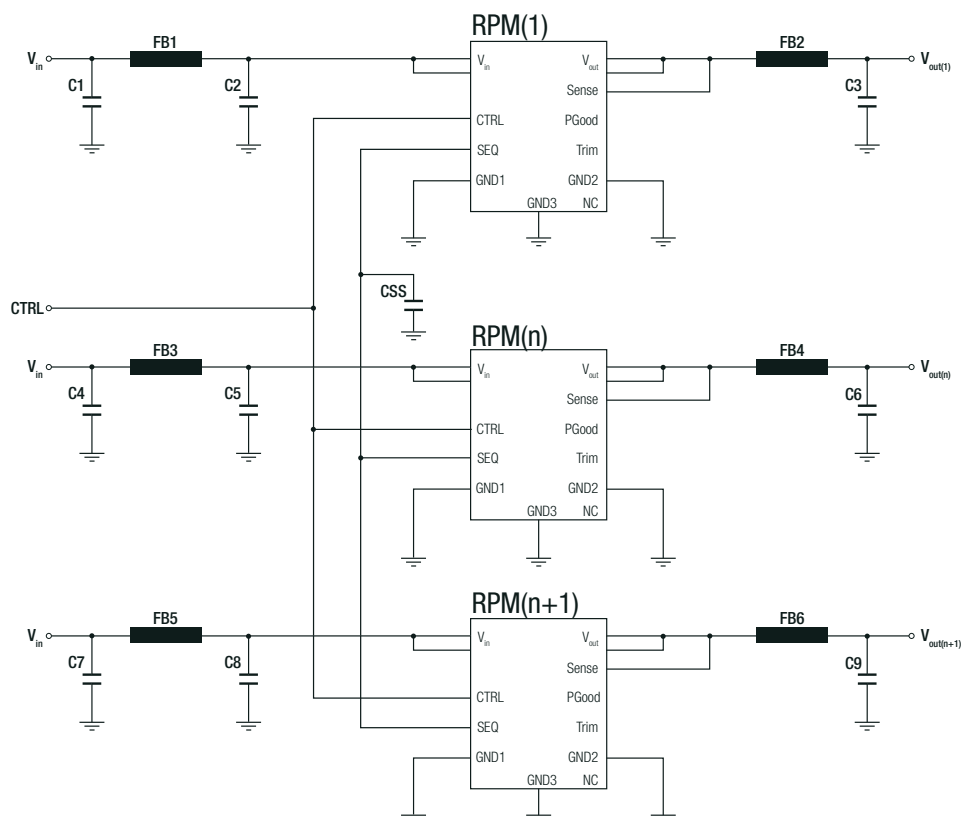 RPM(1)
Vin FB1 FB2 Vout(1)
C1 C2 C3
Vin Vout
Sense
CTRL PGood
SEQ Trim
GND1 GND2
GND3 NC
CSS
CTRL
RPM(n)
Vin FB3 FB4 Vout(n)
C4 C5 C6
Vin Vout
Sense
CTRL PGood
SEQ Trim
GND1 GND2
GND3 NC
RPM(n+1)
Vin FB5 FB6 Vout(n+1)
C7 C8 C9
Vin Vout
Sense
CTRL PGood
SEQ Trim
GND1 GND2
GND3 NC